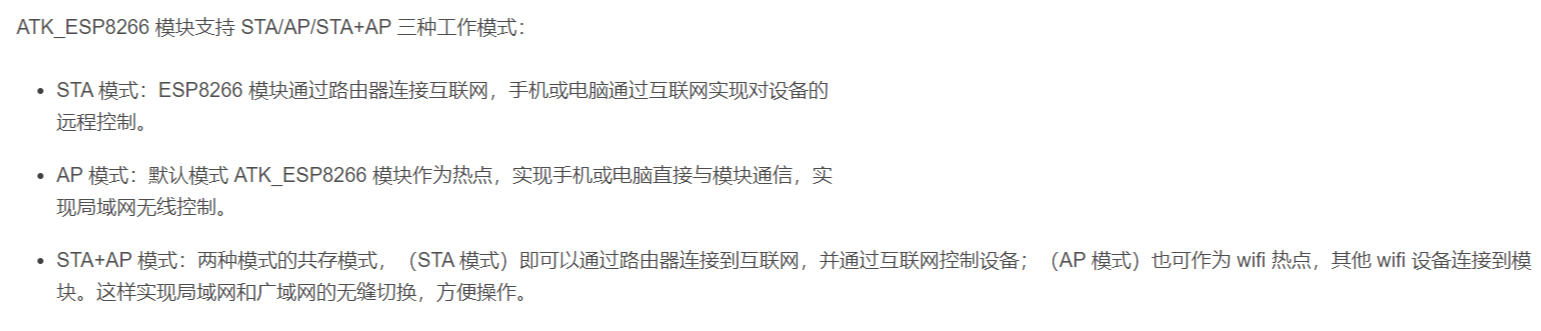 ATK_ESP8266 模块支持 STA/AP/STA+AP 三种工作模式：
• STA 模式：ESP8266 模块通过路由器连接互联网，手机或电脑通过互联网实现对设备的
远程控制。
• AP 模式：默认模式 ATK_ESP8266 模块作为热点，实现手机或电脑直接与模块通信，实
现局域网无线控制。
• STA+AP 模式：两种模式的共存模式，（STA 模式）即可以通过路由器连接到互联网，并通过互联网控制设备；（AP 模式）也可作为 wifi 热点，其他 wifi 设备连接到模
块。这样实现局域网和广域网的无缝切换，方便操作。